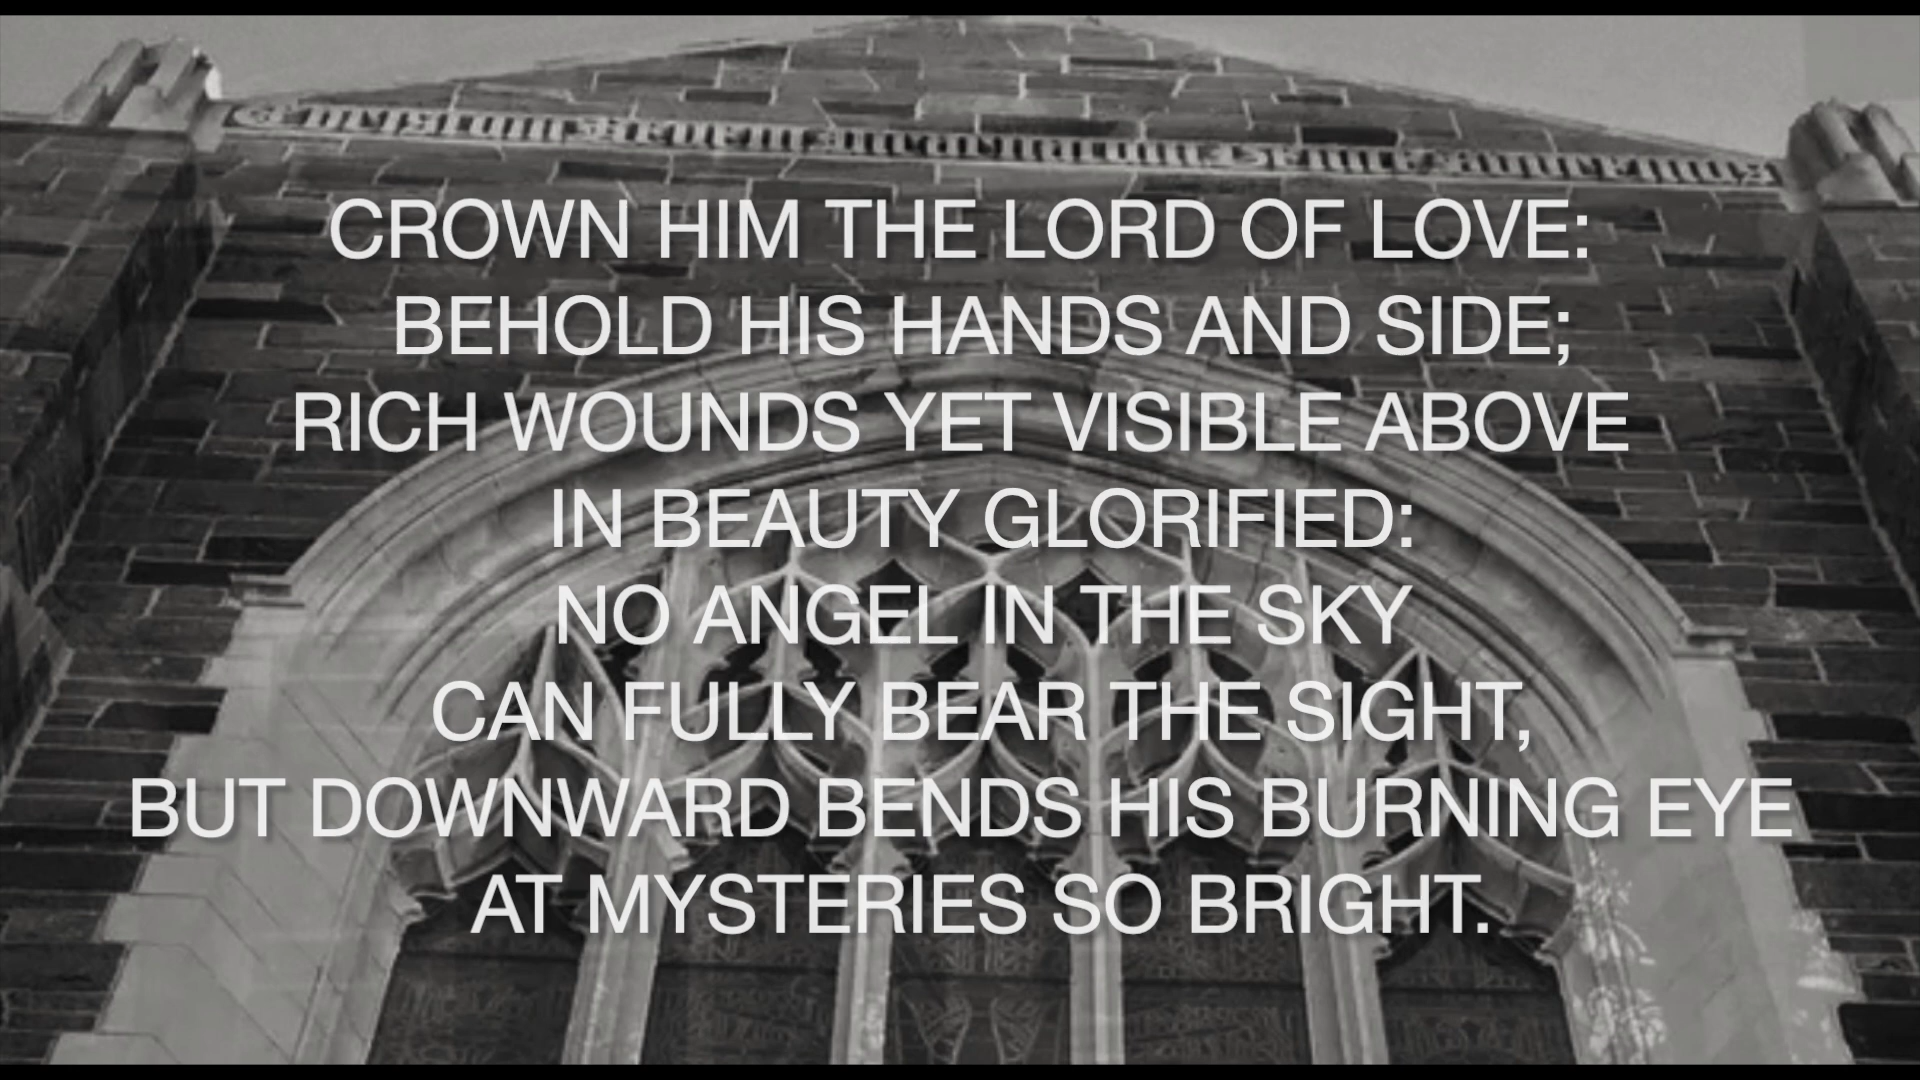 CROWN HIM THE LORD OF LOVE:
BEHOLD HIS HANDS AND SIDE;
RICH WOUNDS YET VISIBLE ABOVE
IN BEAUTY GLORIFIED:
NO ANGEL IN THE SKY
CAN FULLY BEAR THE SIGHT,
BUT DOWNWARD BENDS HIS BURNING EYE
AT MYSTERIES SO BRIGHT.